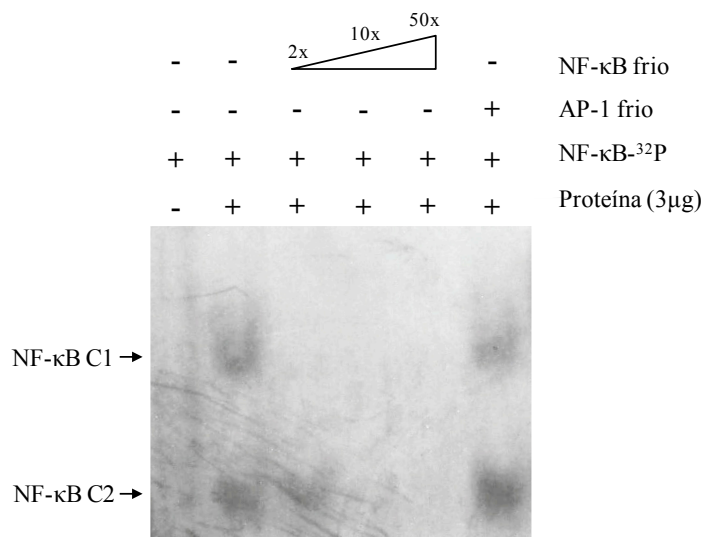 2x 10x 50x
- - - NF-κB frio
- - - - - + AP-1 frio
+ + + + + + NF-κB-³²P
- + + + + + Proteína (3μg)
NF-κB C1
NF-κB C2